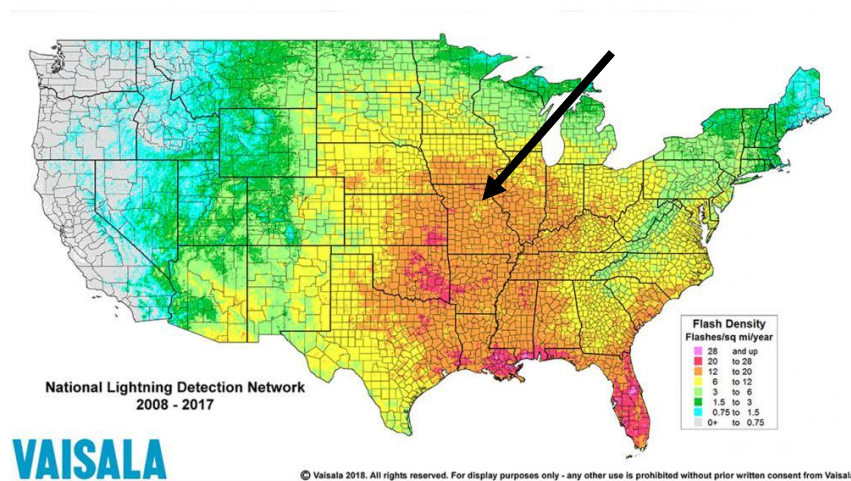 Flash Density
Flashes/sq mi/year
28 and up
20 to 28
12 to 20
6 to 12
3 to 6
1.5 to 3
0.75 to 1.5
0+ to 0.75
National Lightning Detection Network
2008 - 2017
VAISALA
© Vaisala 2018. All rights reserved. For display purposes only - any other use is prohibited without prior written consent from Vaisal